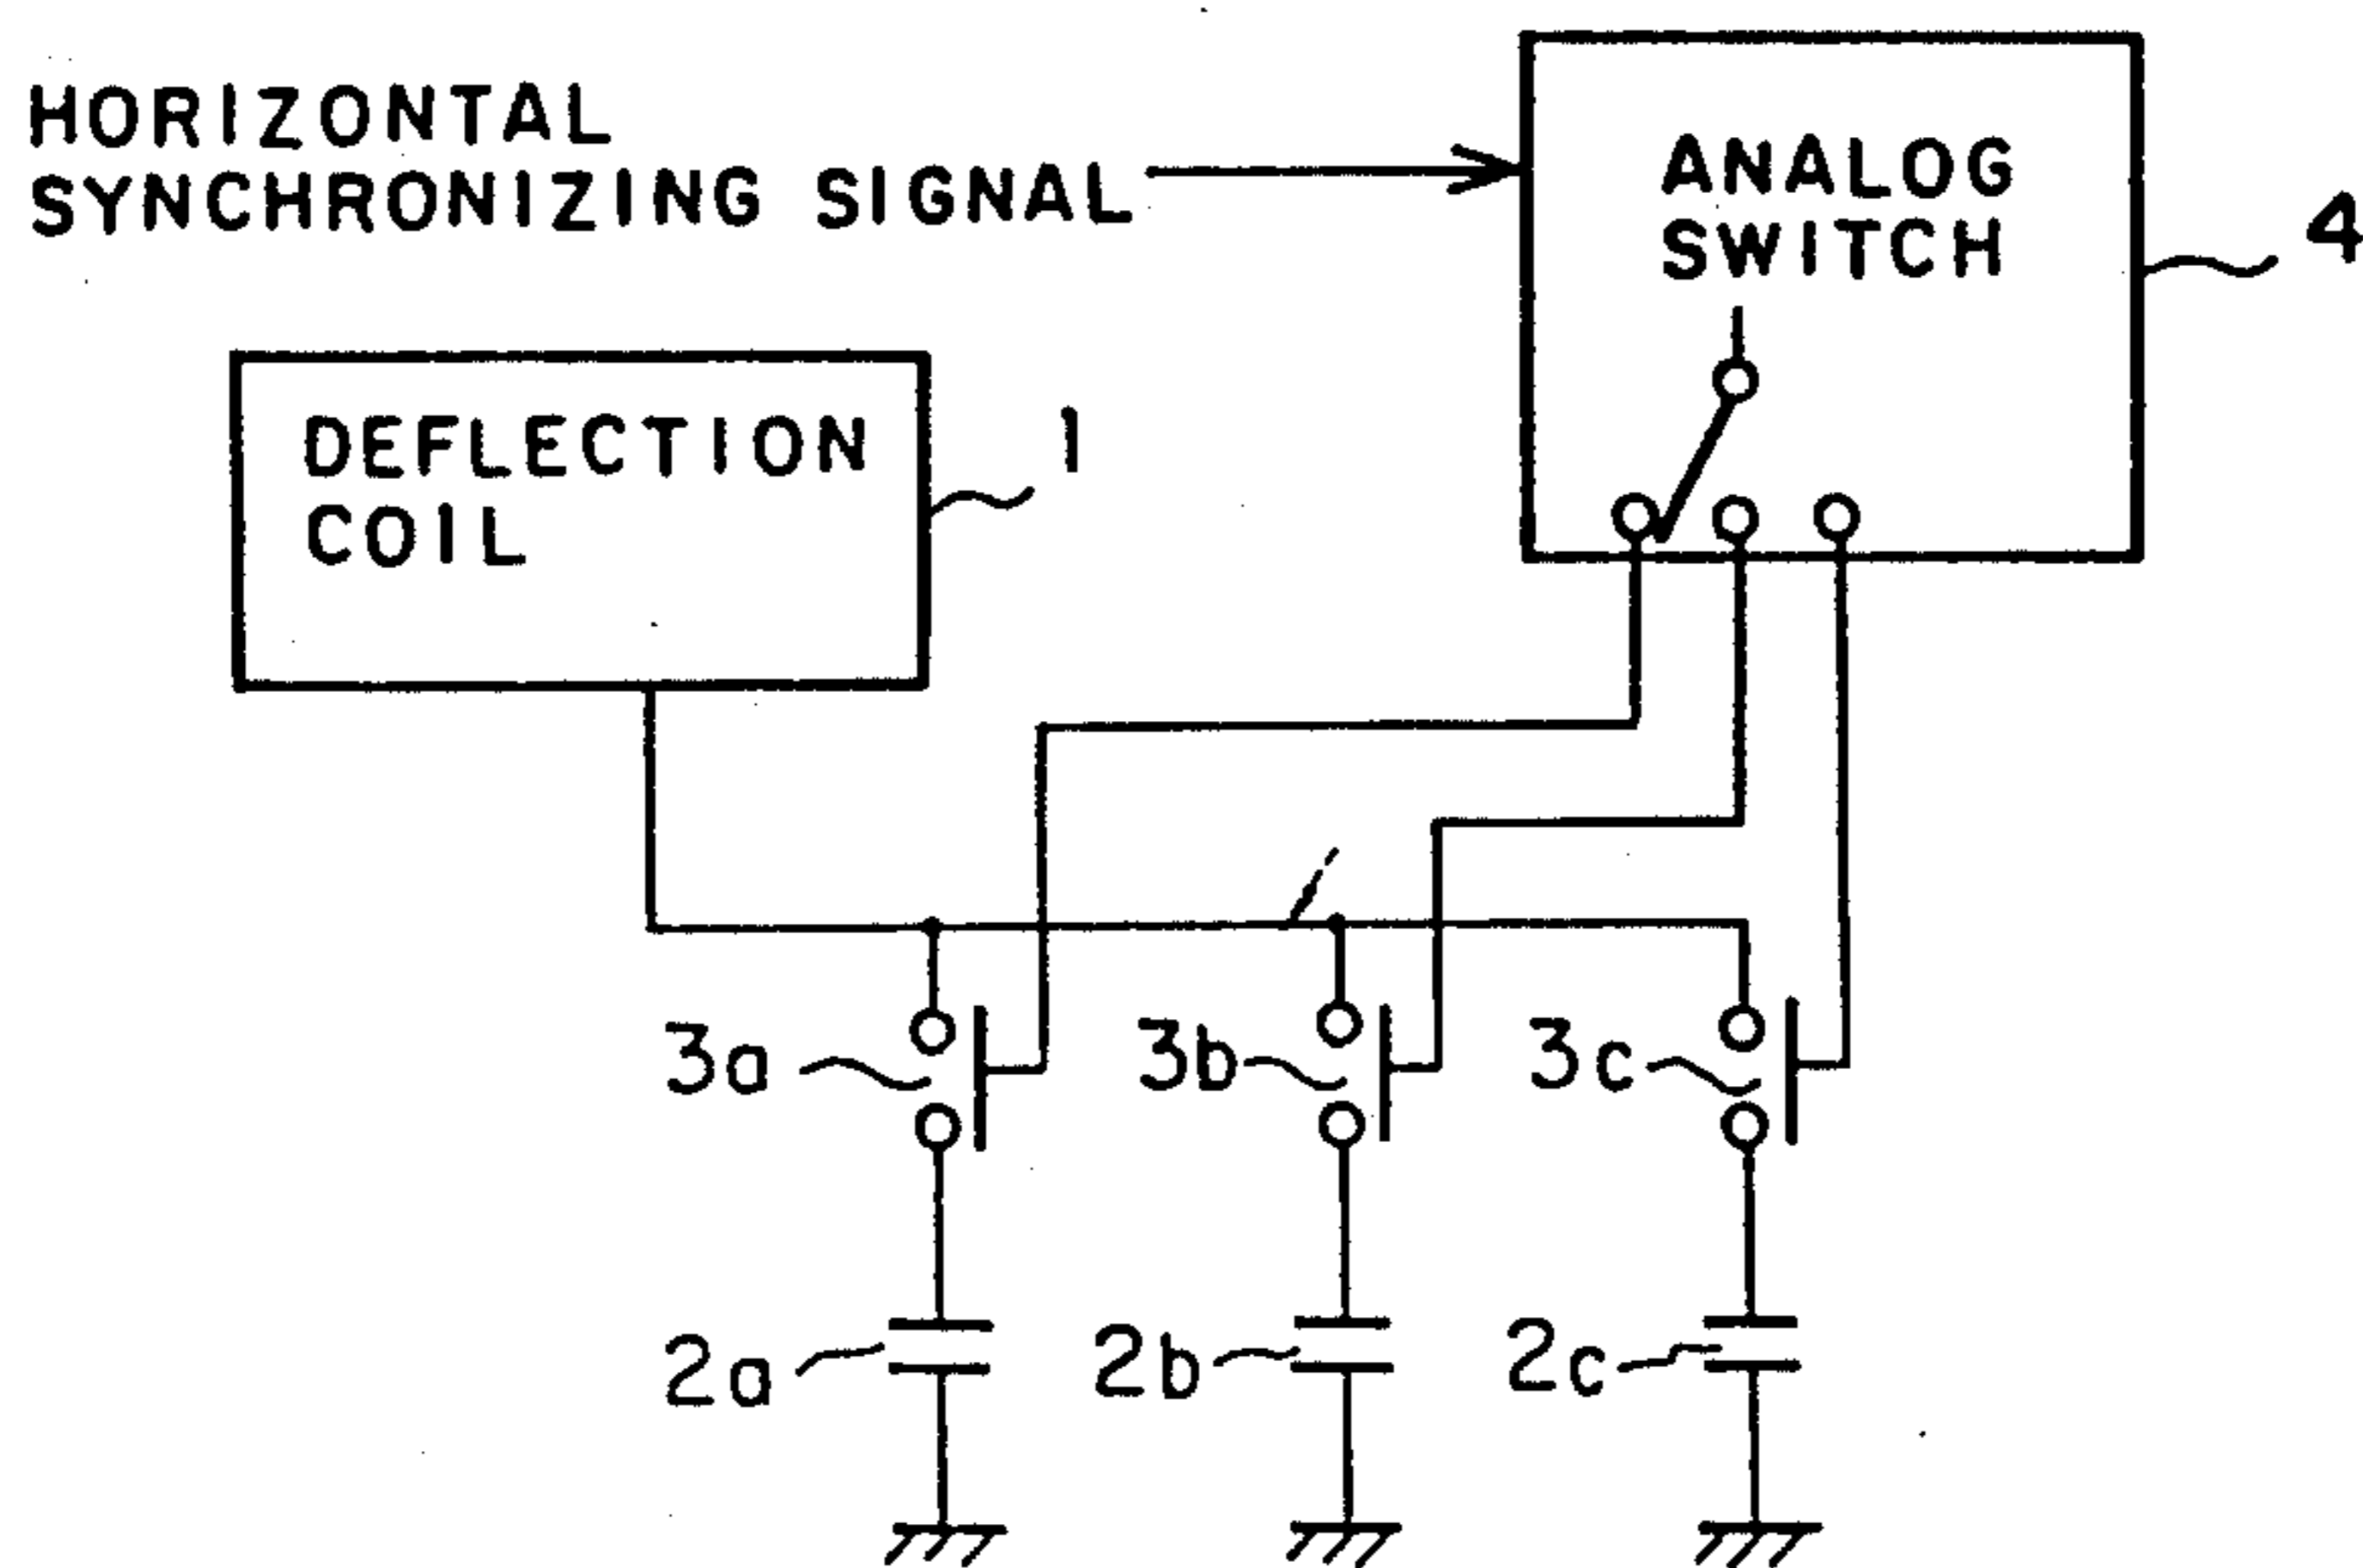 HORIZONTAL
SYNCHRONIZING SIGNAL
ANALOG
SWITCH
4
DEFLECTION
COIL
1
3a
3b
3c
2a
2b
2c